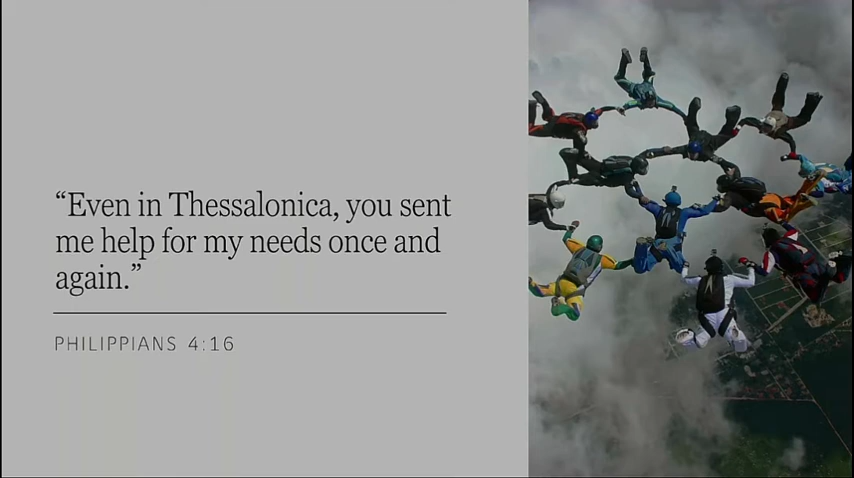 “Even in Thessalonica, you sent
me help for my needs once and
again.”
PHILIPPIANS 4:16